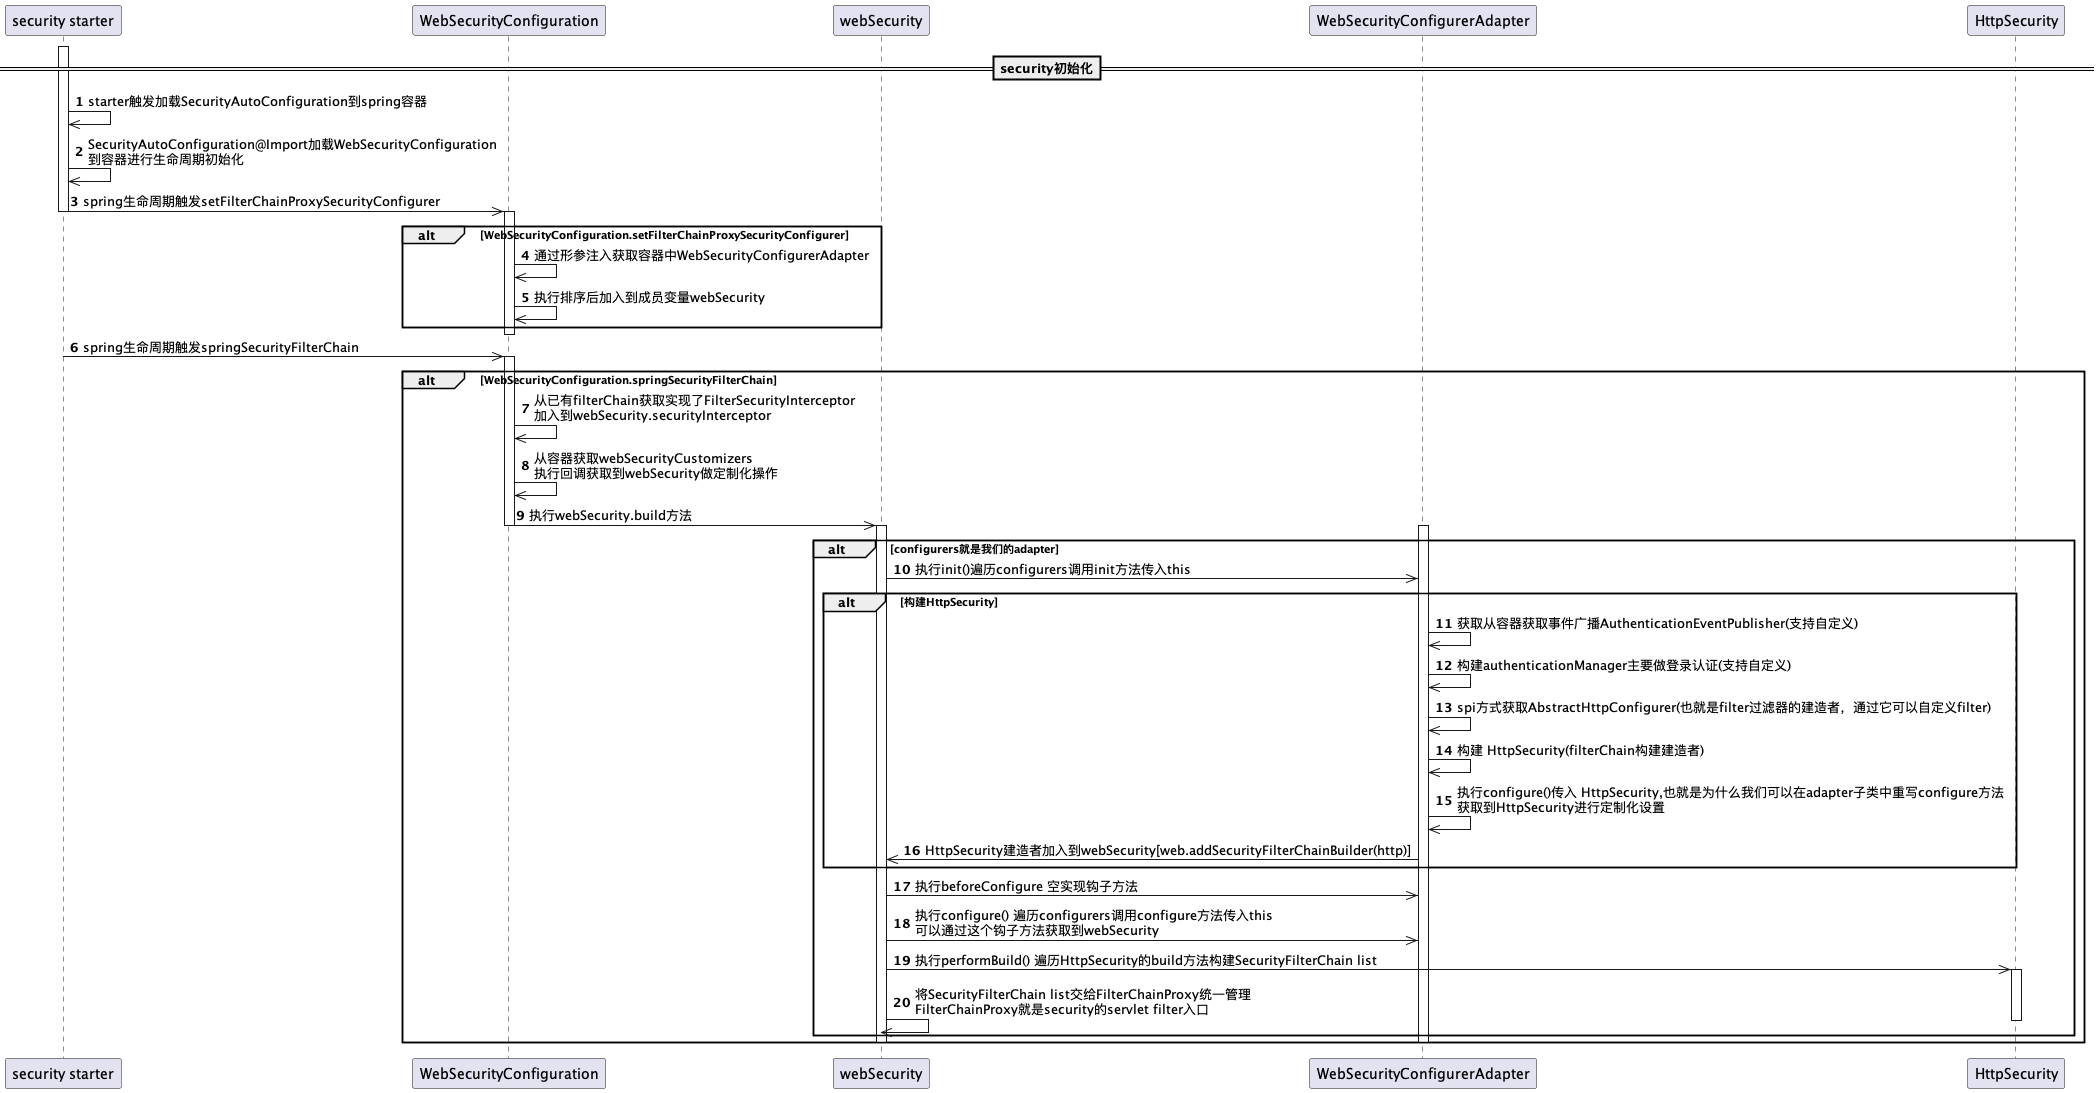 security starter
WebSecurityConfiguration
webSecurity
WebSecurityConfigurerAdapter
HttpSecurity
security初始化
1 starter触发加载SecurityAutoConfiguration到spring容器
2 SecurityAutoConfiguration@Import加载WebSecurityConfiguration
到容器进行生命周期初始化
3 spring生命周期触发setFilterChainProxySecurityConfigurer
alt [WebSecurityConfiguration.setFilterChainProxySecurityConfigurer]
4 通过形参注入获取容器中WebSecurityConfigurerAdapter
5 执行排序后加入到成员变量webSecurity
6 spring生命周期触发springSecurityFilterChain
alt [WebSecurityConfiguration.springSecurityFilterChain]
7 从已有filterChain获取实现了FilterSecurityInterceptor
加入到webSecurity.securityInterceptor
8 从容器获取webSecurityCustomizers
执行回调获取到webSecurity做定制化操作
9 执行webSecurity.build方法
alt [configurers就是我们的adapter]
10 执行init()遍历configurers调用init方法传入this
alt [构建HttpSecurity]
11 获取从容器获取事件广播AuthenticationEventPublisher(支持自定义)
12 构建authenticationManager主要做登录认证(支持自定义)
13 spi方式获取AbstractHttpConfigurer(也就是filter过滤器的建造者，通过它可以自定义filter)
14 构建 HttpSecurity(filterChain构建建造者)
15 执行configure()传入 HttpSecurity,也就是为什么我们可以在adapter子类中重写configure方法
获取到HttpSecurity进行定制化设置
16 HttpSecurity建造者加入到webSecurity[web.addSecurityFilterChainBuilder(http)]
17 执行beforeConfigure 空实现钩子方法
18 执行configure() 遍历configurers调用configure方法传入this
可以通过这个钩子方法获取到webSecurity
19 执行performBuild() 遍历HttpSecurity的build方法构建SecurityFilterChain list
20 将SecurityFilterChain list交给FilterChainProxy统一管理
FilterChainProxy就是security的servlet filter入口
security starter
WebSecurityConfiguration
webSecurity
WebSecurityConfigurerAdapter
HttpSecurity